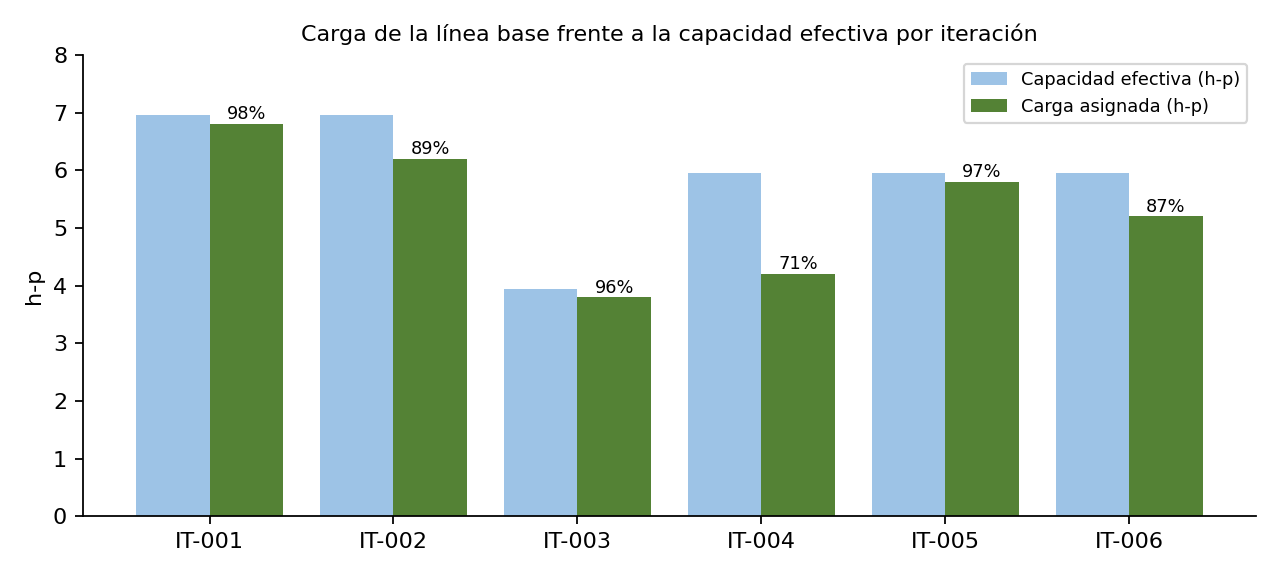 Carga de la línea base frente a la capacidad efectiva por iteración
Capacidad efectiva (h-p)
Carga asignada (h-p)
h-p
8
7
6
5
4
3
2
1
0
98%
89%
96%
71%
97%
87%
IT-001
IT-002
IT-003
IT-004
IT-005
IT-006